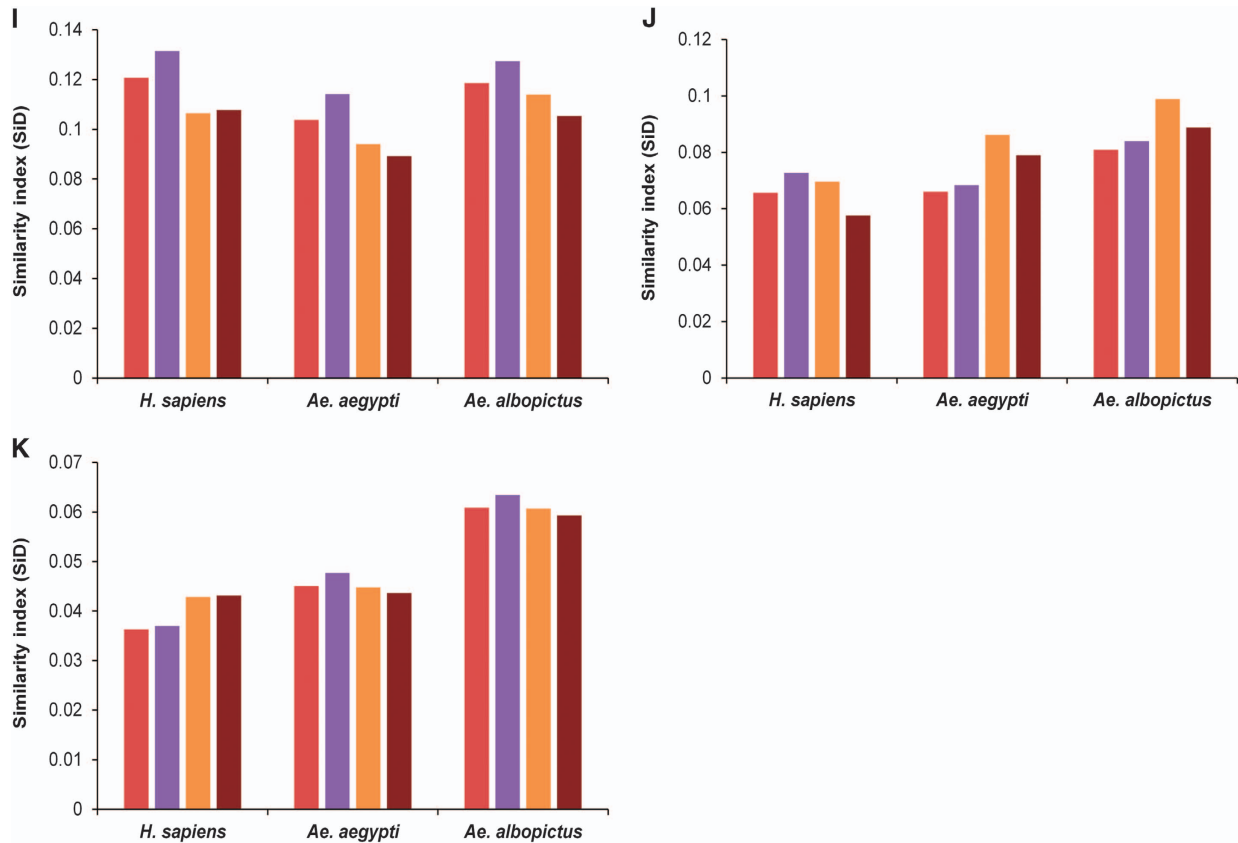 I
Similarity index (SiD)
0.14
0.12
0.1
0.08
0.06
0.04
0.02
0
H. sapiens Ae. aegypti Ae. albopictus
J
Similarity index (SiD)
0.12
0.1
0.08
0.06
0.04
0.02
0
H. sapiens Ae. aegypti Ae. albopictus
K
Similarity index (SiD)
0.07
0.06
0.05
0.04
0.03
0.02
0.01
0
H. sapiens Ae. aegypti Ae. albopictus